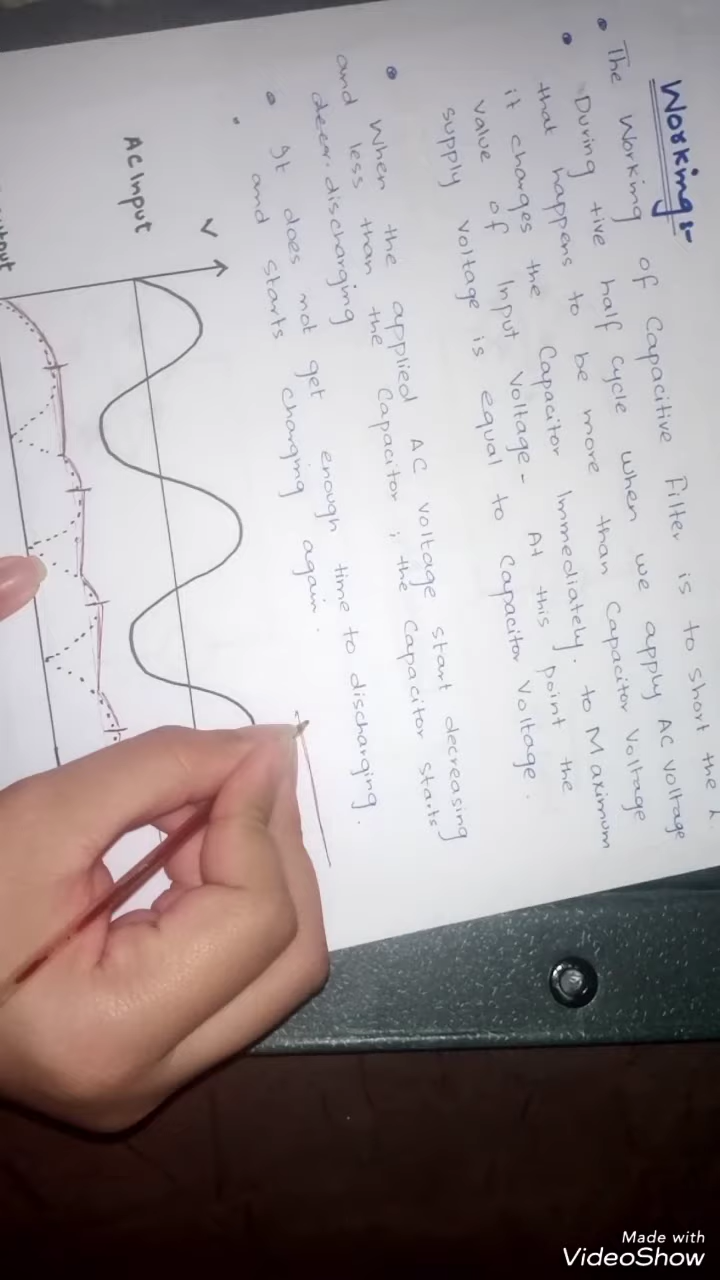 Working:-
• The Working of Capacitive Filter is to short the
• During +ive half cycle when we apply AC voltage
that happens to be more than Capacitor Voltage
it charges the Capacitor Immediately. to Maximum
value of Input Voltage - At this point the
supply voltage is equal to Capacitor Voltage.
• When the applied AC voltage start decreasing
and less than the Capacitor ; the Capacitor starts
discharging
• It does not get enough time to discharging.
and starts charging again.
V
AC Input
Made with
VideoShow